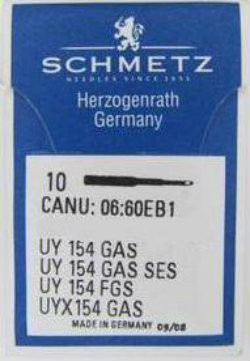 SCHMETZ
NEEDLES SINCE 1851
Herzogenrath
Germany
10
CANU: 06:60EB1
UY 154 GAS
UY 154 GAS SES
UY 154 FGS
UYX154 GAS
MADE IN GERMANY 09/08